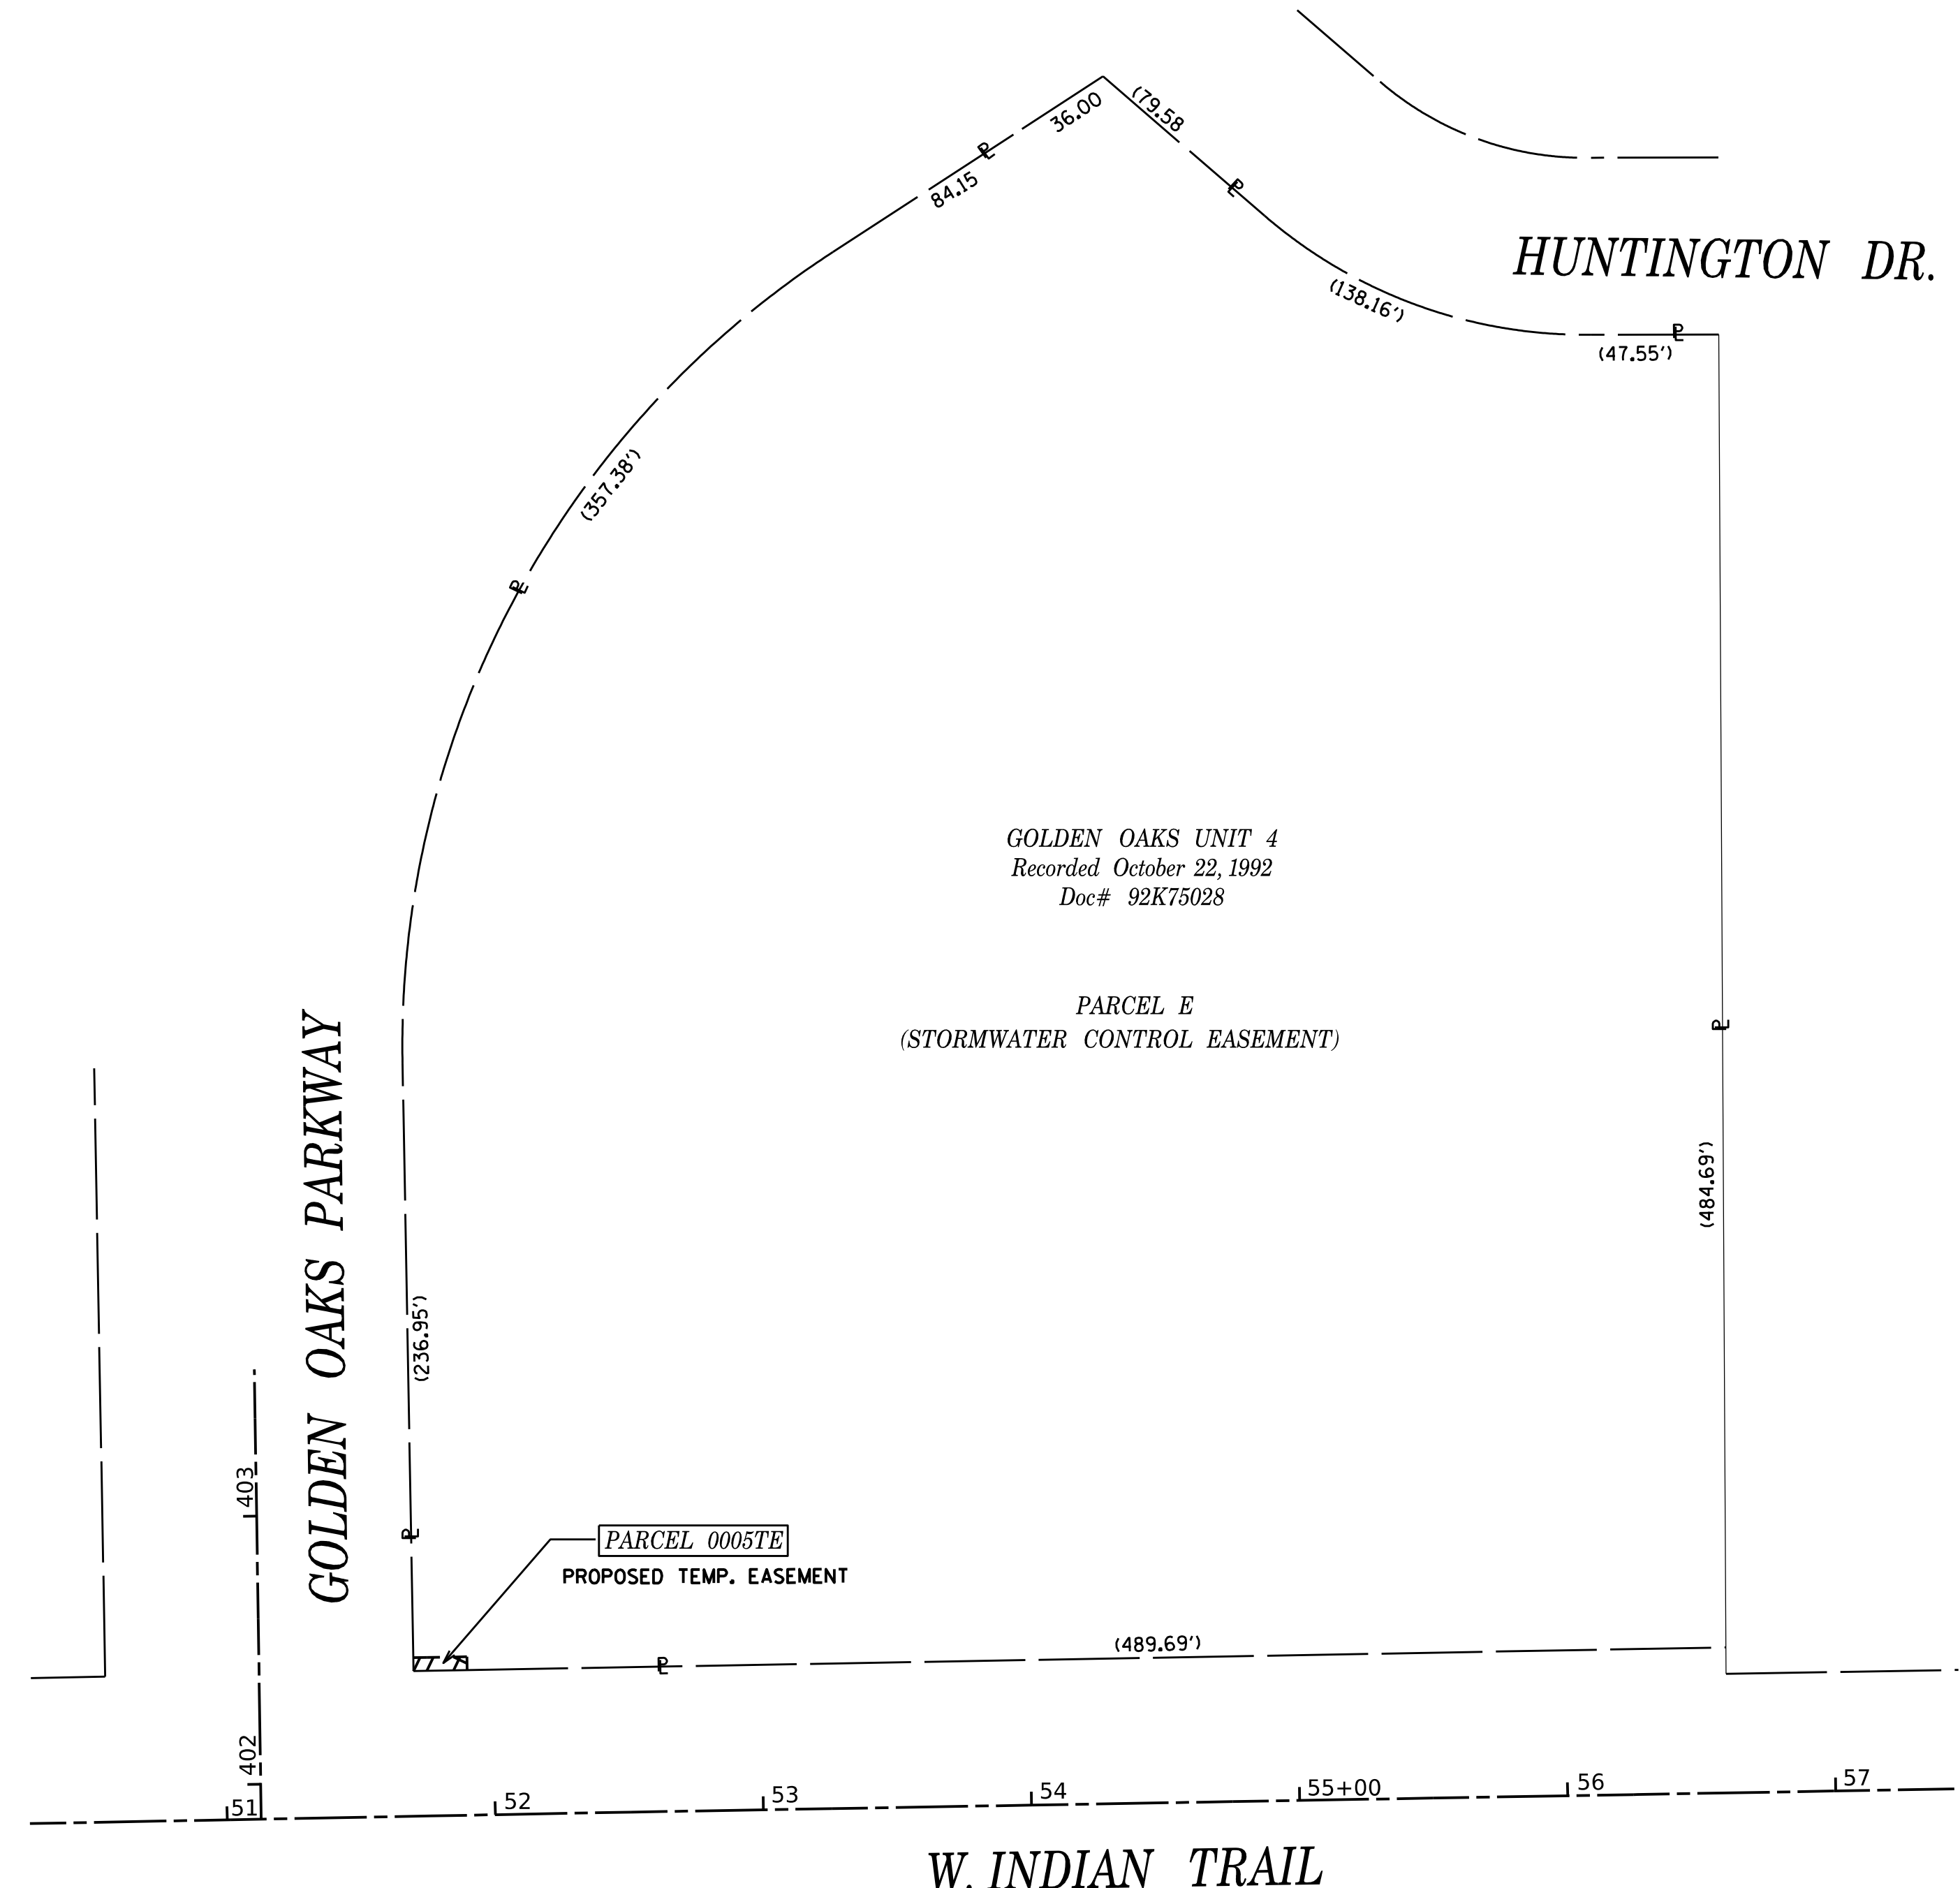 36.00
(79.58
84.15
HUNTINGTON DR.
(138.16')
(47.55')
(357.38')
GOLDEN OAKS UNIT 4
Recorded October 22, 1992
Doc# 92K75028
PARCEL E
(STORMWATER CONTROL EASEMENT)
(484.69')
GOLDEN OAKS PARKWAY
(236.95')
403
PARCEL 0005TE
PROPOSED TEMP. EASEMENT
(489.69')
402
51
52
53
54
55+00
56
57
W. INDIAN TRAIL